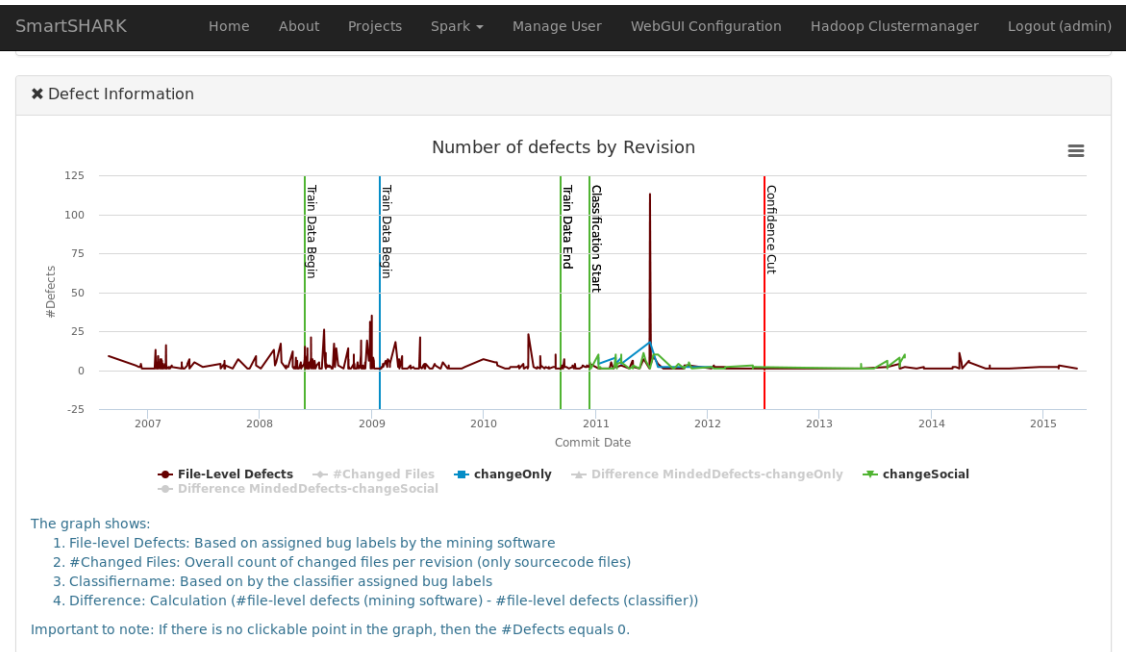 SmartSHARK Home About Projects Spark Manage User WebGUI Configuration Hadoop Clustermanager Logout (admin)
Defect Information
Number of defects by Revision
#Defects
125
100
75
50
25
0
-25
Train Data Begin
Train Data Begin
Train Data End
Classification Start
Confidence Cut
2007 2008 2009 2010 2011 2012 2013 2014 2015
Commit Date
File-Level Defects #Changed Files changeOnly Difference MindedDefects-changeOnly changeSocial
Difference MindedDefects-changeSocial
The graph shows:
1. File-level Defects: Based on assigned bug labels by the mining software
2. #Changed Files: Overall count of changed files per revision (only sourcecode files)
3. Classifiername: Based on by the classifier assigned bug labels
4. Difference: Calculation (#file-level defects (mining software) - #file-level defects (classifier))
Important to note: If there is no clickable point in the graph, then the #Defects equals 0.